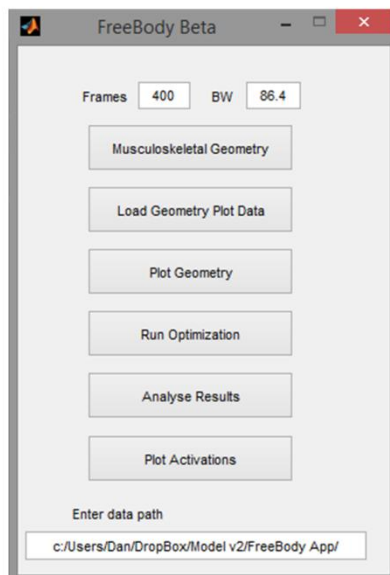 FreeBody Beta
Frames 400 BW 86.4
Musculoskeletal Geometry
Load Geometry Plot Data
Plot Geometry
Run Optimization
Analyse Results
Plot Activations
Enter data path
c:/Users/Dan/DropBox/Model v2/FreeBody App/